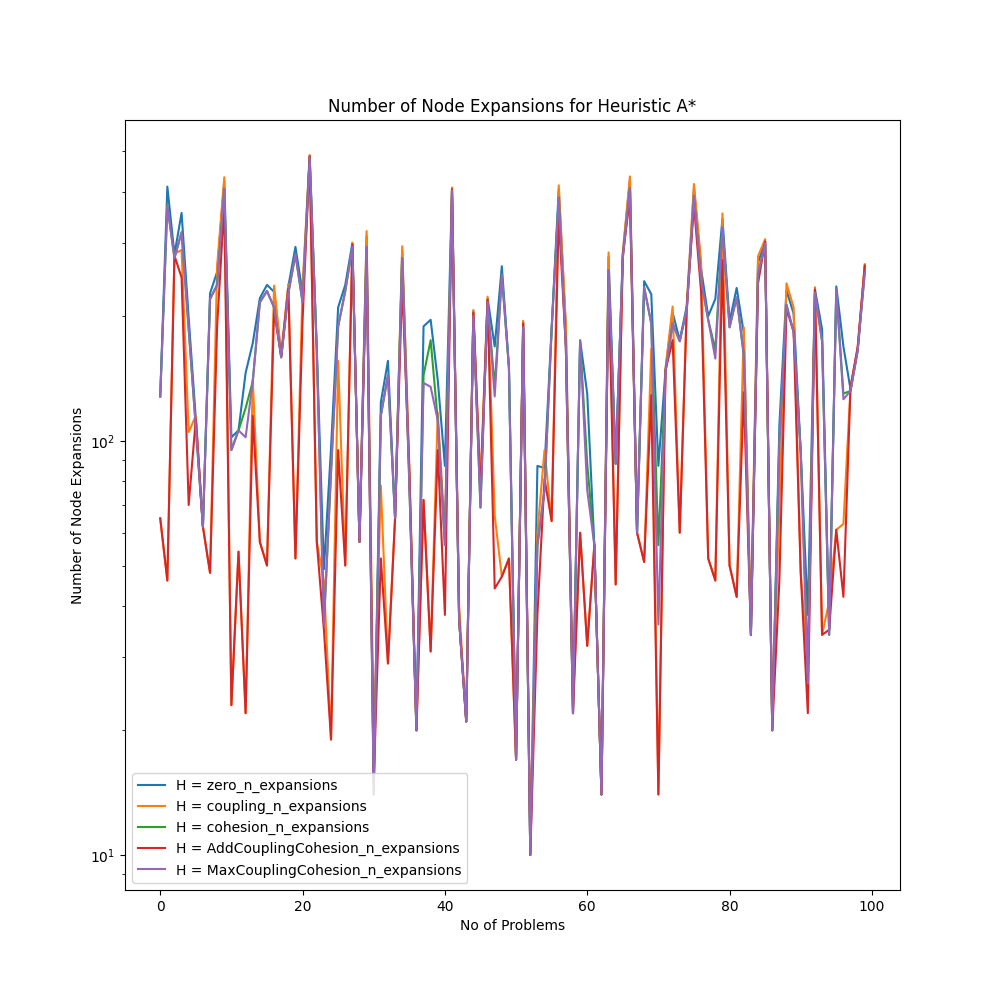 Number of Node Expansions for Heuristic A*
Number of Node Expansions
10²
10¹
H = zero_n_expansions
H = coupling_n_expansions
H = cohesion_n_expansions
H = AddCouplingCohesion_n_expansions
H = MaxCouplingCohesion_n_expansions
0 20 40 60 80 100
No of Problems